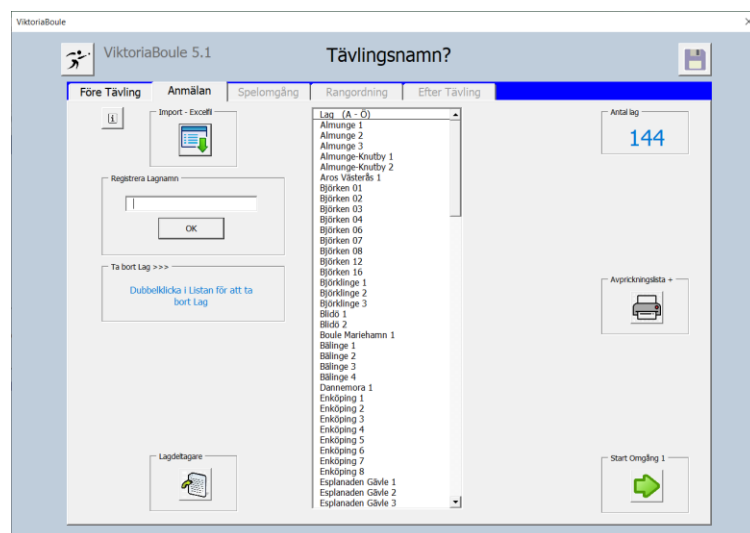 ViktoriaBoule
ViktoriaBoule 5.1
Tävlingsnamn?
Före Tävling
Anmälan
Spelomgång
Rangordning
Efter Tävling
Import - Excelfil
Registrera Lagnamn
OK
Ta bort Lag >>>
Dubbelklicka i Listan för att ta
bort Lag
Lagdeltagare
Lag (A - Ö)
Almunge 1
Almunge 2
Almunge 3
Almunge-Knutby 1
Almunge-Knutby 2
Aros Västerås 1
Björken 01
Björken 02
Björken 03
Björken 04
Björken 06
Björken 07
Björken 08
Björken 12
Björken 16
Björklinge 1
Björklinge 2
Björklinge 3
Blidö 1
Blidö 2
Boule Mariehamn 1
Bälinge 1
Bälinge 2
Bälinge 3
Bälinge 4
Dannemora 1
Enköping 1
Enköping 2
Enköping 3
Enköping 4
Enköping 5
Enköping 6
Enköping 7
Enköping 8
Esplanaden Gävle 1
Esplanaden Gävle 2
Esplanaden Gävle 3
Antal lag
144
Avprickningslista +
Start Omgång 1